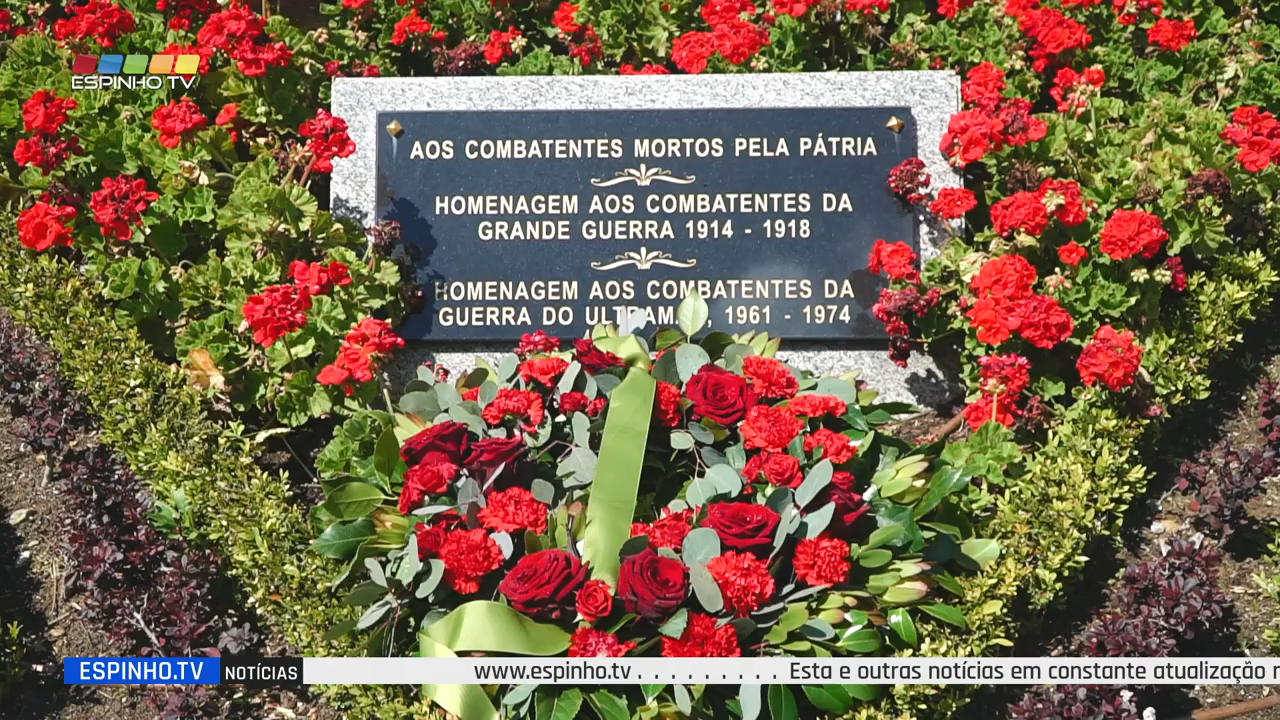 ESPINHO TV
AOS COMBATENTES MORTOS PELA PÁTRIA
HOMENAGEM AOS COMBATENTES DA
GRANDE GUERRA 1914 - 1918
HOMENAGEM AOS COMBATENTES DA
GUERRA DO ULTRAMAR, 1961 - 1974
ESPINHO.TV NOTÍCIAS www.espinho.tv . . . . . . . . . . Esta e outras notícias em constante atualização